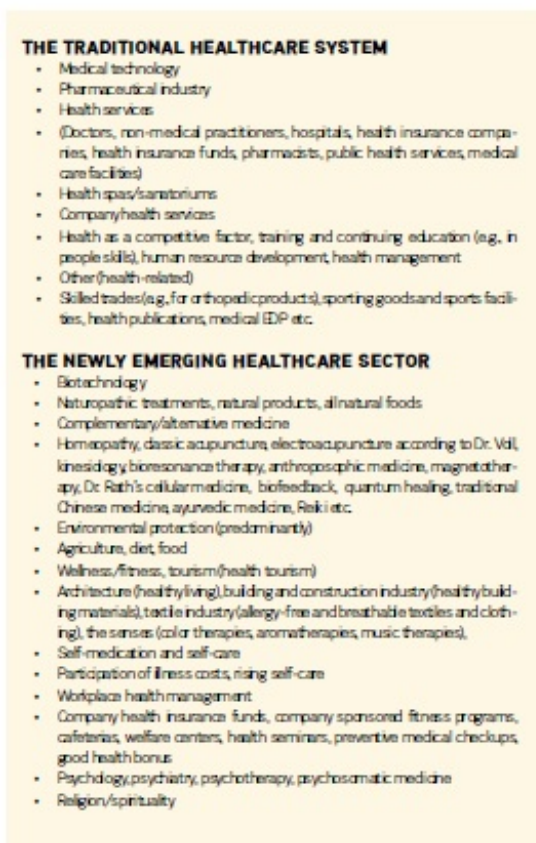 THE TRADITIONAL HEALTHCARE SYSTEM
• Medical technology
• Pharmaceutical industry
• Health services
• (Doctors, non-medical practitioners, hospitals, health insurance compa-
nies, health insurance funds, pharmacists, public health services, medical
care facilities)
• Health spas/sanatoriums
• Company health services
• Health as a competitive factor, training and continuing education (e.g., in
people skills), human resource development, health management
• Other (health-related)
• Skilled trades (e.g., for orthopedic products), sporting goods and sports facili-
ties, health publications, medical EDP etc.
THE NEWLY EMERGING HEALTHCARE SECTOR
• Biotechnology
• Naturopathic treatments, natural products, all natural foods
• Complementary/alternative medicine
• Homeopathy, classic acupuncture, electroacupuncture according to Dr. Voll,
kinesiology, bioresonance therapy, anthroposophic medicine, magnetother-
apy, Dr. Rath's cellular medicine, biofeedback, quantum healing, traditional
Chinese medicine, ayurvedic medicine, Reiki etc.
• Environmental protection (predominantly)
• Agriculture, diet, food
• Wellness/fitness, tourism (health tourism)
• Architecture (healthy living), building and construction industry (healthy build-
ing materials), textile industry (allergy-free and breathable textiles and cloth-
ing), the senses (color therapies, aromatherapies, music therapies),
• Self-medication and self-care
• Participation of illness costs, rising self-care
• Workplace health management
• Company health insurance funds, company sponsored fitness programs,
cafeterias, welfare centers, health seminars, preventive medical checkups,
good health bonus
• Psychology, psychiatry, psychotherapy, psychosomatic medicine
• Religion/spirituality